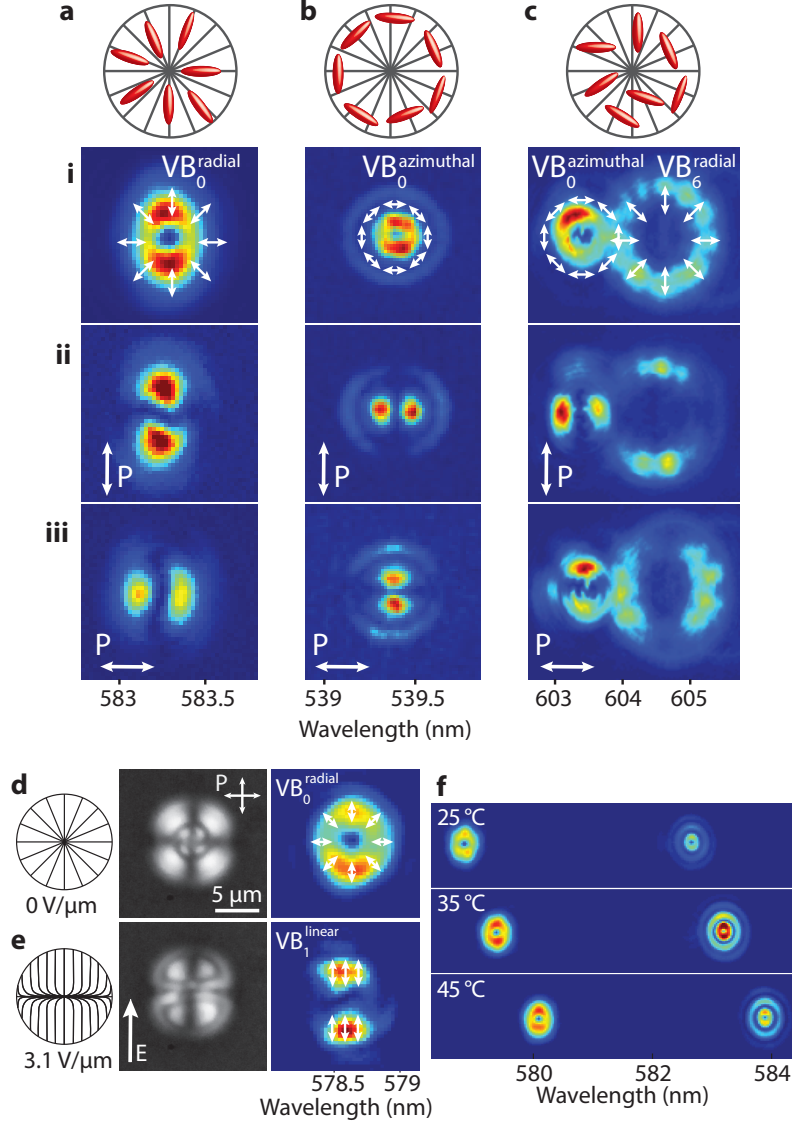 a b c
i VB₀ʳᵃᵈⁱᵃˡ VB₀ᵃᶻⁱᵐᵘᵗʰᵃˡ VB₀ᵃᶻⁱᵐᵘᵗʰᵃˡ VB₆ʳᵃᵈⁱᵃˡ
ii P P P
iii P P P
583 583.5 539 539.5 603 604 605
Wavelength (nm)
d P VB₀ʳᵃᵈⁱᵃˡ
0 V/μm 5 μm
e VB₁ˡⁱⁿᵉᵃʳ
3.1 V/μm E
578.5 579
Wavelength (nm)
f
25 °C
35 °C
45 °C
580 582 584
Wavelength (nm)